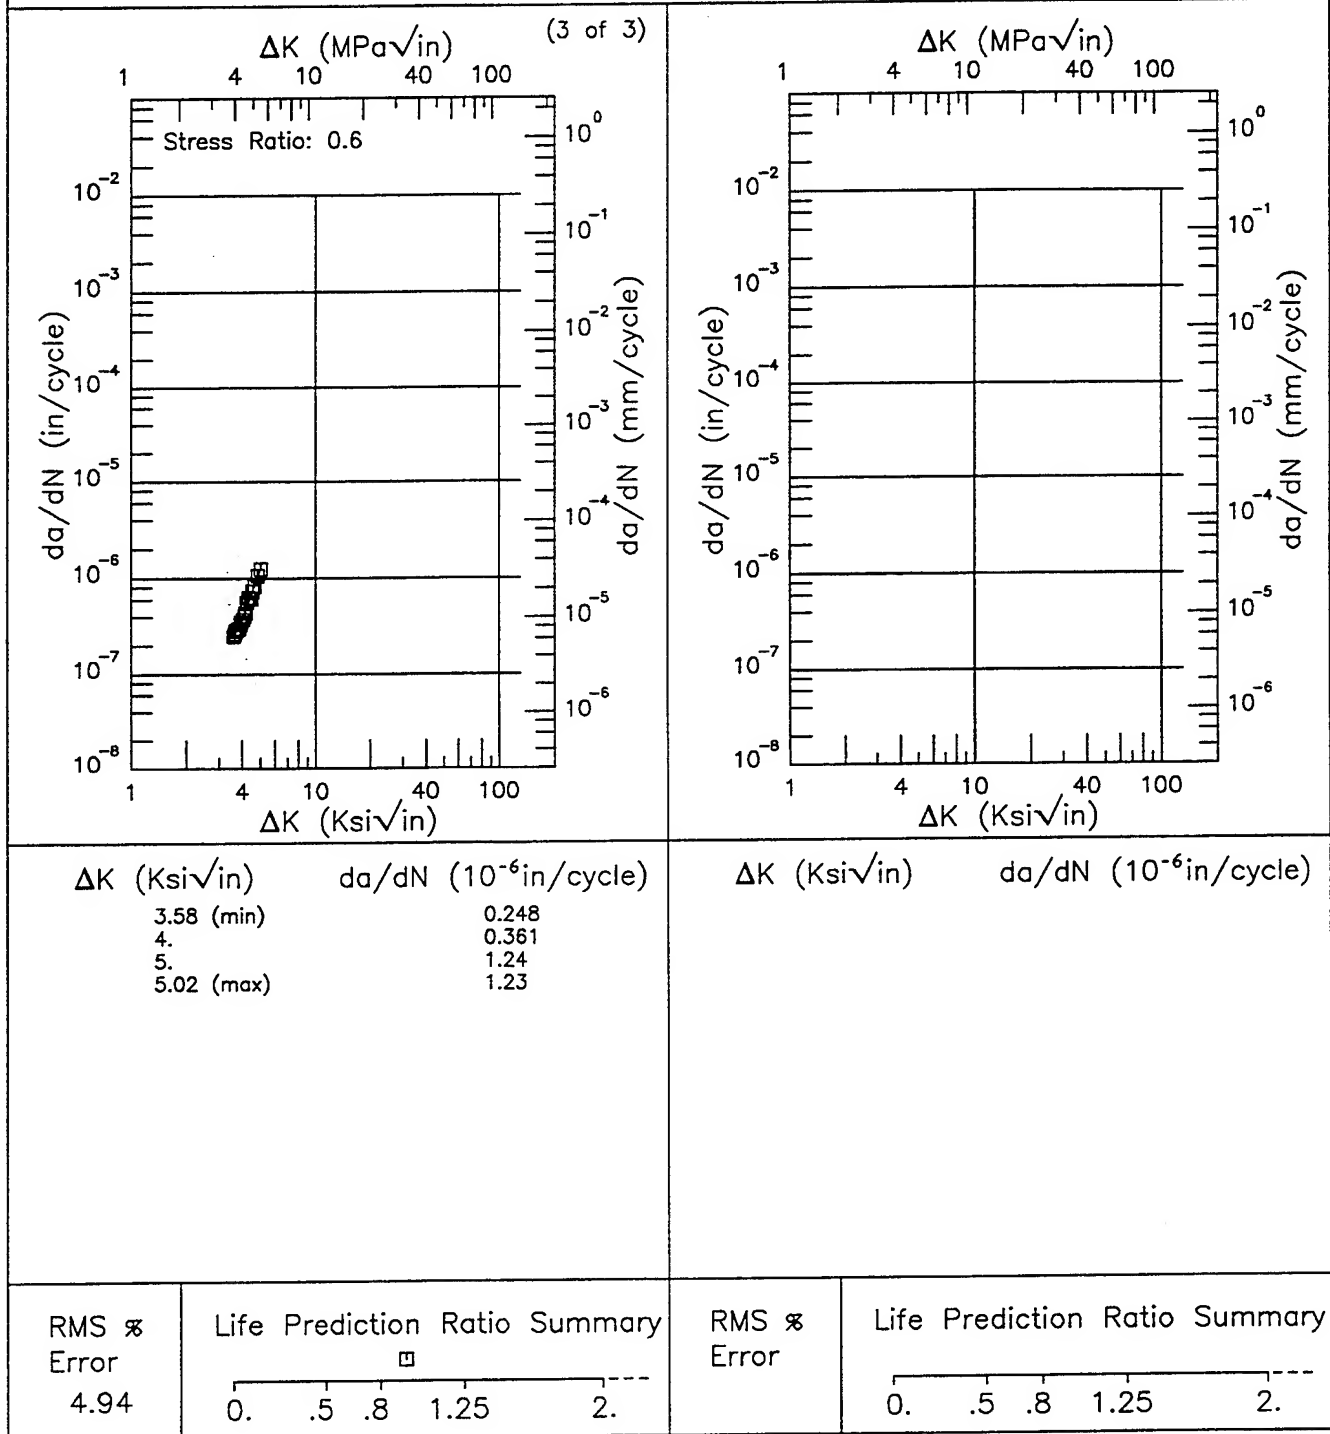 (3 of 3)
ΔK (MPa√in)
1 4 10 40 100
Stress Ratio: 0.6
da/dN (in/cycle)
10⁻²
10⁻³
10⁻⁴
10⁻⁵
10⁻⁶
10⁻⁷
10⁻⁸
10⁰
10⁻¹
10⁻²
10⁻³
10⁻⁴
10⁻⁵
10⁻⁶
da/dN (mm/cycle)
1 4 10 40 100
ΔK (Ksi√in)
ΔK (MPa√in)
1 4 10 40 100
da/dN (in/cycle)
10⁻²
10⁻³
10⁻⁴
10⁻⁵
10⁻⁶
10⁻⁷
10⁻⁸
10⁰
10⁻¹
10⁻²
10⁻³
10⁻⁴
10⁻⁵
10⁻⁶
da/dN (mm/cycle)
1 4 10 40 100
ΔK (Ksi√in)
ΔK (Ksi√in) da/dN (10⁻⁶in/cycle)
3.58 (min) 0.248
4. 0.361
5. 1.24
5.02 (max) 1.23
ΔK (Ksi√in) da/dN (10⁻⁶in/cycle)
RMS %
Error
4.94
Life Prediction Ratio Summary
0. .5 .8 1.25 2.
RMS %
Error
Life Prediction Ratio Summary
0. .5 .8 1.25 2.